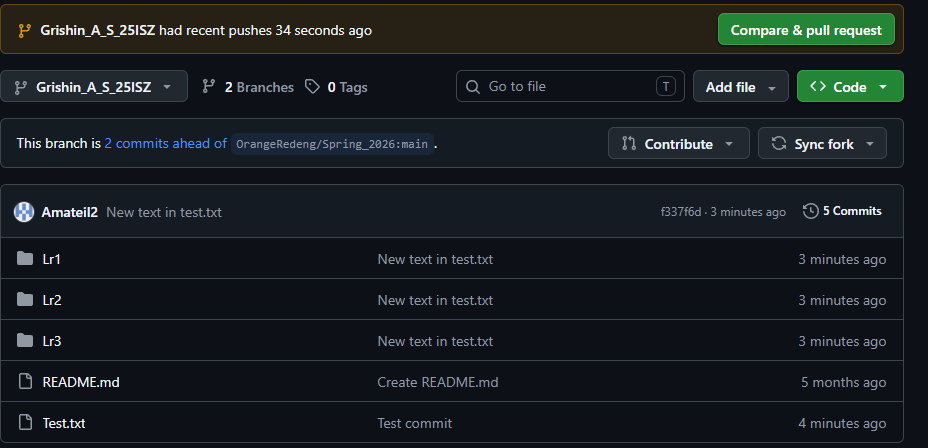 Grishin_A_S_25ISZ had recent pushes 34 seconds ago Compare & pull request
Grishin_A_S_25ISZ 2 Branches 0 Tags Go to file T Add file Code
This branch is 2 commits ahead of OrangeRedeng/Spring_2026:main . Contribute Sync fork
Amateil2 New text in test.txt f337f6d · 3 minutes ago 5 Commits
Lr1 New text in test.txt 3 minutes ago
Lr2 New text in test.txt 3 minutes ago
Lr3 New text in test.txt 3 minutes ago
README.md Create README.md 5 months ago
Test.txt Test commit 4 minutes ago